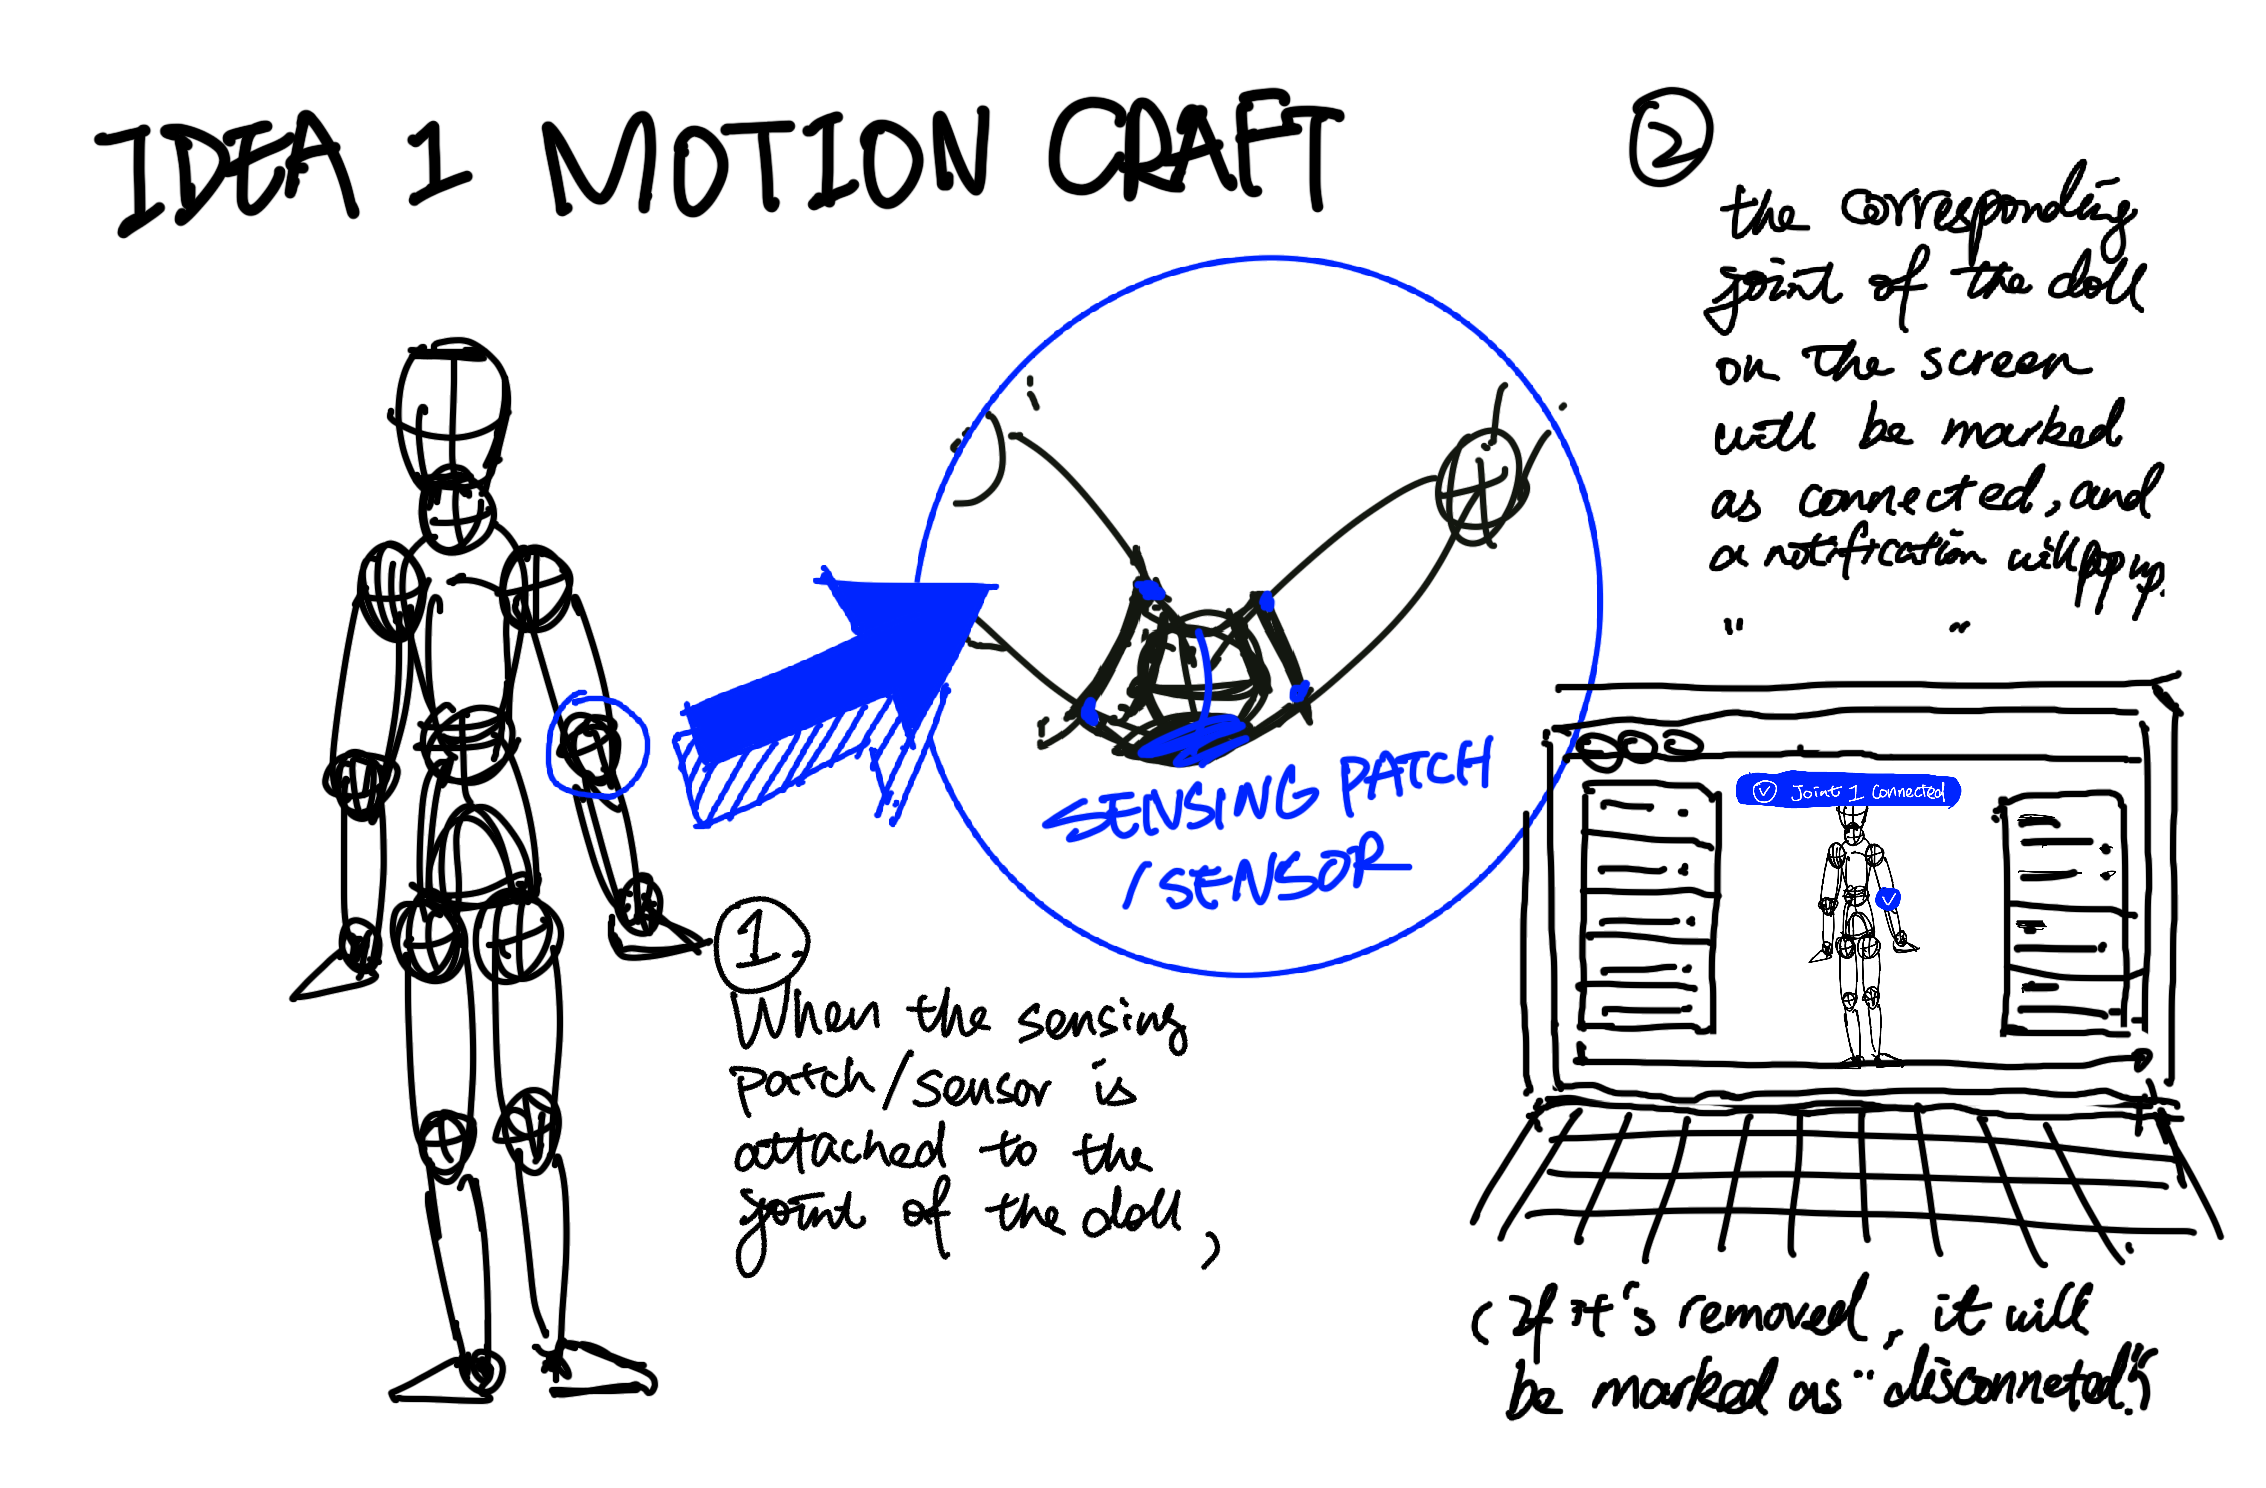 IDEA 1 MOTION CRAFT
SENSING PATCH
/SENSOR
1
When the sensing
patch/sensor is
attached to the
joint of the doll,
2
the corresponding
joint of the doll
on the screen
will be marked
as connected, and
a notification will pop up.
Joint 1 Connected
(If it's removed, it will
be marked as "disconneted")